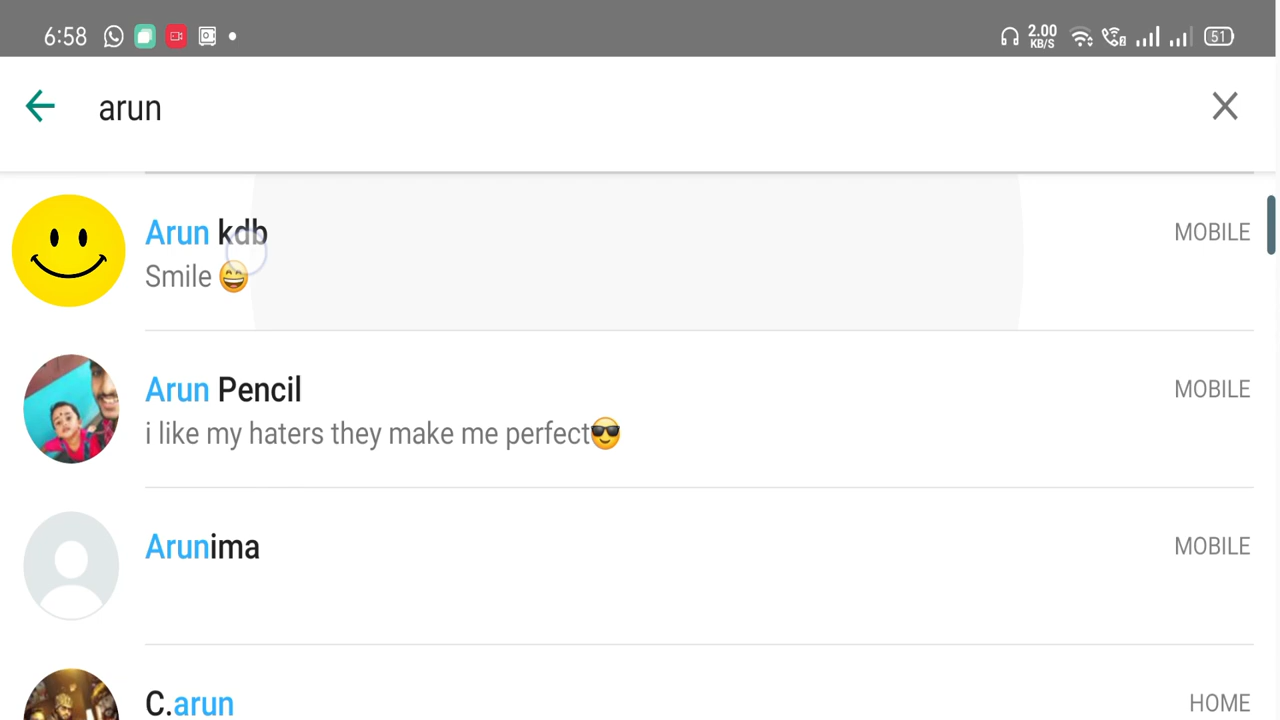 6:58 2.00 KB/S 2 51
arun
Arun kdb MOBILE
Smile 😄
Arun Pencil MOBILE
i like my haters they make me perfect😎
Arunima MOBILE
C.arun HOME